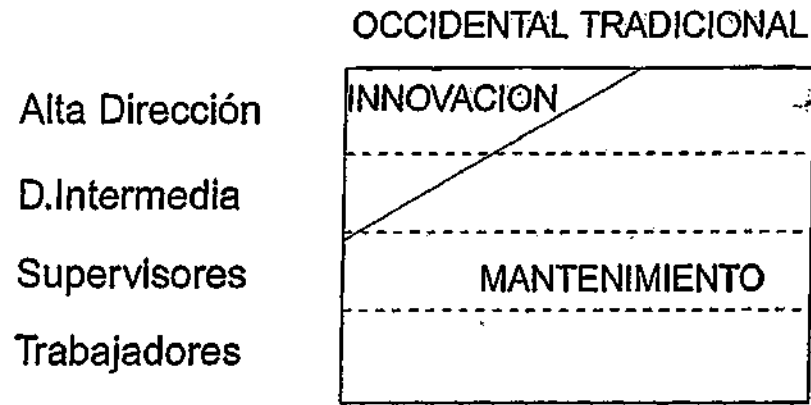 OCCIDENTAL TRADICIONAL
Alta Dirección
INNOVACION
D.Intermedia
Supervisores
MANTENIMIENTO
Trabajadores